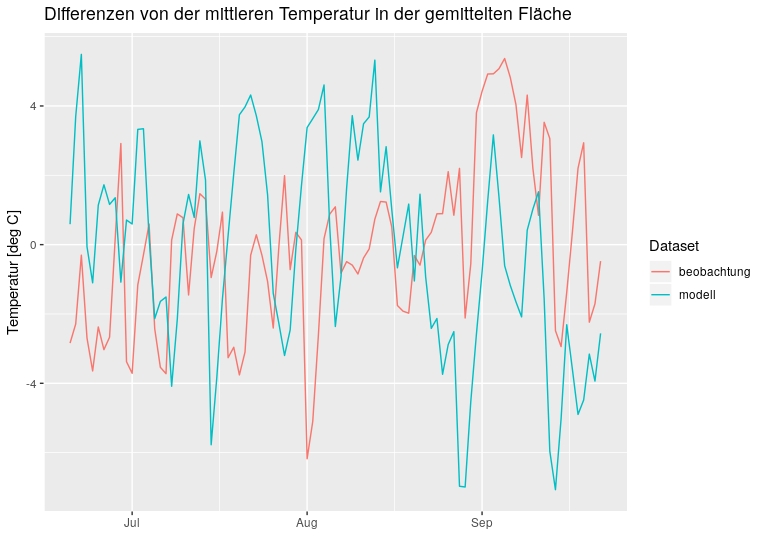 Differenzen von der mittleren Temperatur in der gemittelten Fläche
Temperatur [deg C]
4
0
-4
Jul
Aug
Sep
Dataset
beobachtung
modell